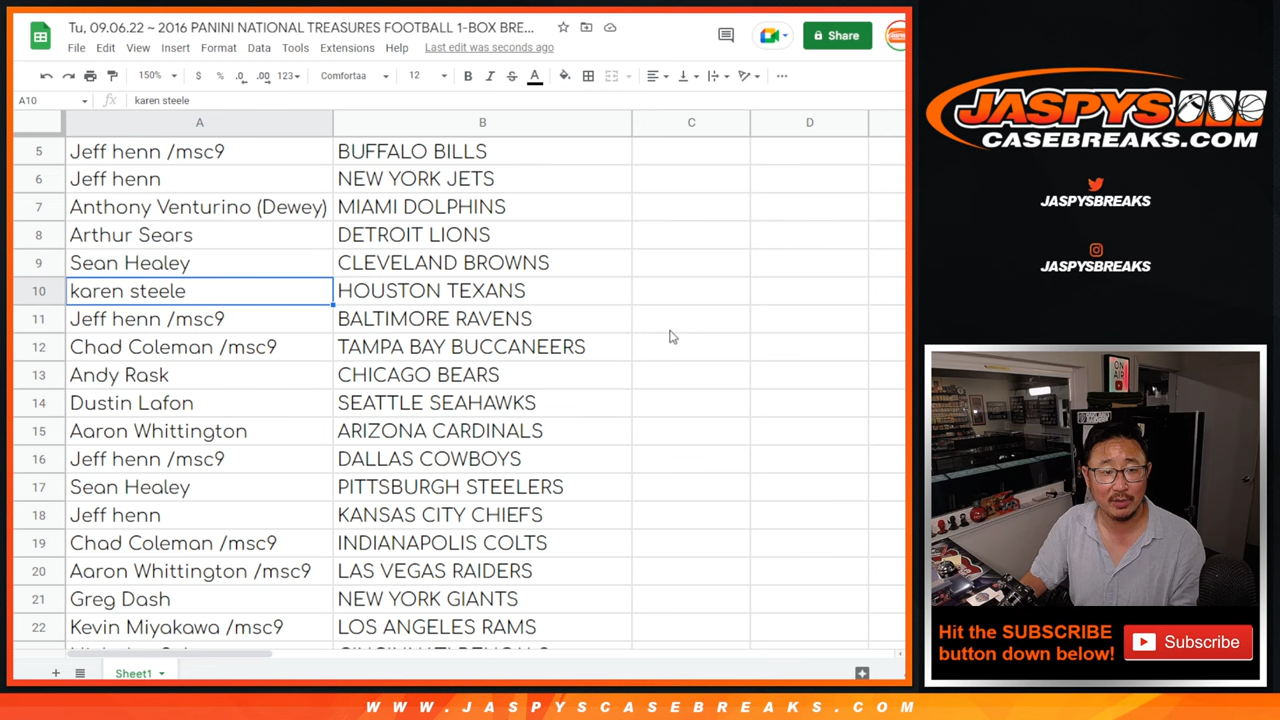 Tu, 09.06.22 ~ 2016 PANINI NATIONAL TREASURES FOOTBALL 1-BOX BRE...
File Edit View Insert Format Data Tools Extensions Help Last edit was seconds ago
Share
150% $ % .0 .00 123 Comfortaa 12 B I S A
A10 fx karen steele
A B C D
5 Jeff henn /msc9 BUFFALO BILLS
6 Jeff henn NEW YORK JETS
7 Anthony Venturino (Dewey) MIAMI DOLPHINS
8 Arthur Sears DETROIT LIONS
9 Sean Healey CLEVELAND BROWNS
10 karen steele HOUSTON TEXANS
11 Jeff henn /msc9 BALTIMORE RAVENS
12 Chad Coleman /msc9 TAMPA BAY BUCCANEERS
13 Andy Rask CHICAGO BEARS
14 Dustin Lafon SEATTLE SEAHAWKS
15 Aaron Whittington ARIZONA CARDINALS
16 Jeff henn /msc9 DALLAS COWBOYS
17 Sean Healey PITTSBURGH STEELERS
18 Jeff henn KANSAS CITY CHIEFS
19 Chad Coleman /msc9 INDIANAPOLIS COLTS
20 Aaron Whittington /msc9 LAS VEGAS RAIDERS
21 Greg Dash NEW YORK GIANTS
22 Kevin Miyakawa /msc9 LOS ANGELES RAMS
Sheet1
JASPYS
CASEBREAKS.COM
JASPYSBREAKS
JASPYSBREAKS
ON
AIR
Hit the SUBSCRIBE
button down below!
Subscribe
WWW.JASPYSCASEBREAKS.COM